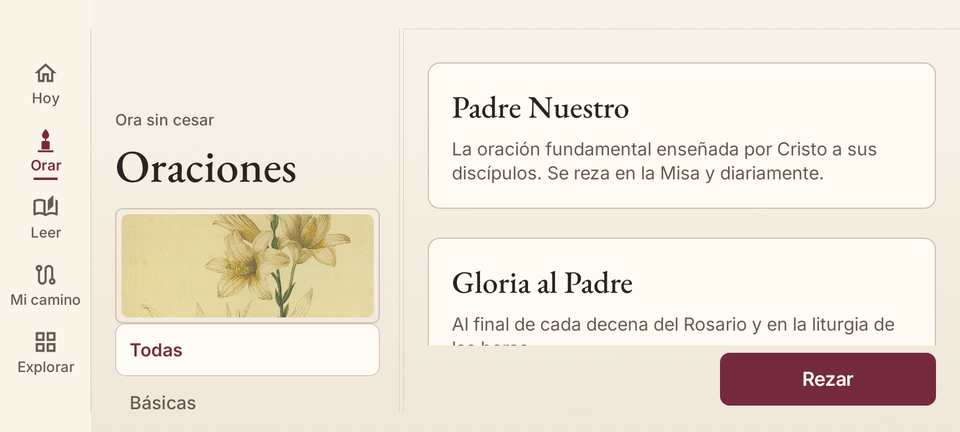 Hoy
Orar
Leer
Mi camino
Explorar
Ora sin cesar
Oraciones
Todas
Básicas
Padre Nuestro
La oración fundamental enseñada por Cristo a sus
discípulos. Se reza en la Misa y diariamente.
Gloria al Padre
Al final de cada decena del Rosario y en la liturgia de
Rezar